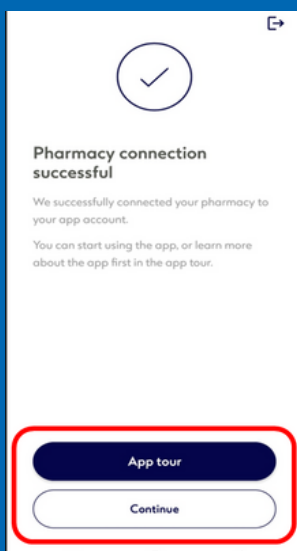 Pharmacy connection
successful
We successfully connected your pharmacy to
your app account.
You can start using the app, or learn more
about the app first in the app tour.
App tour
Continue